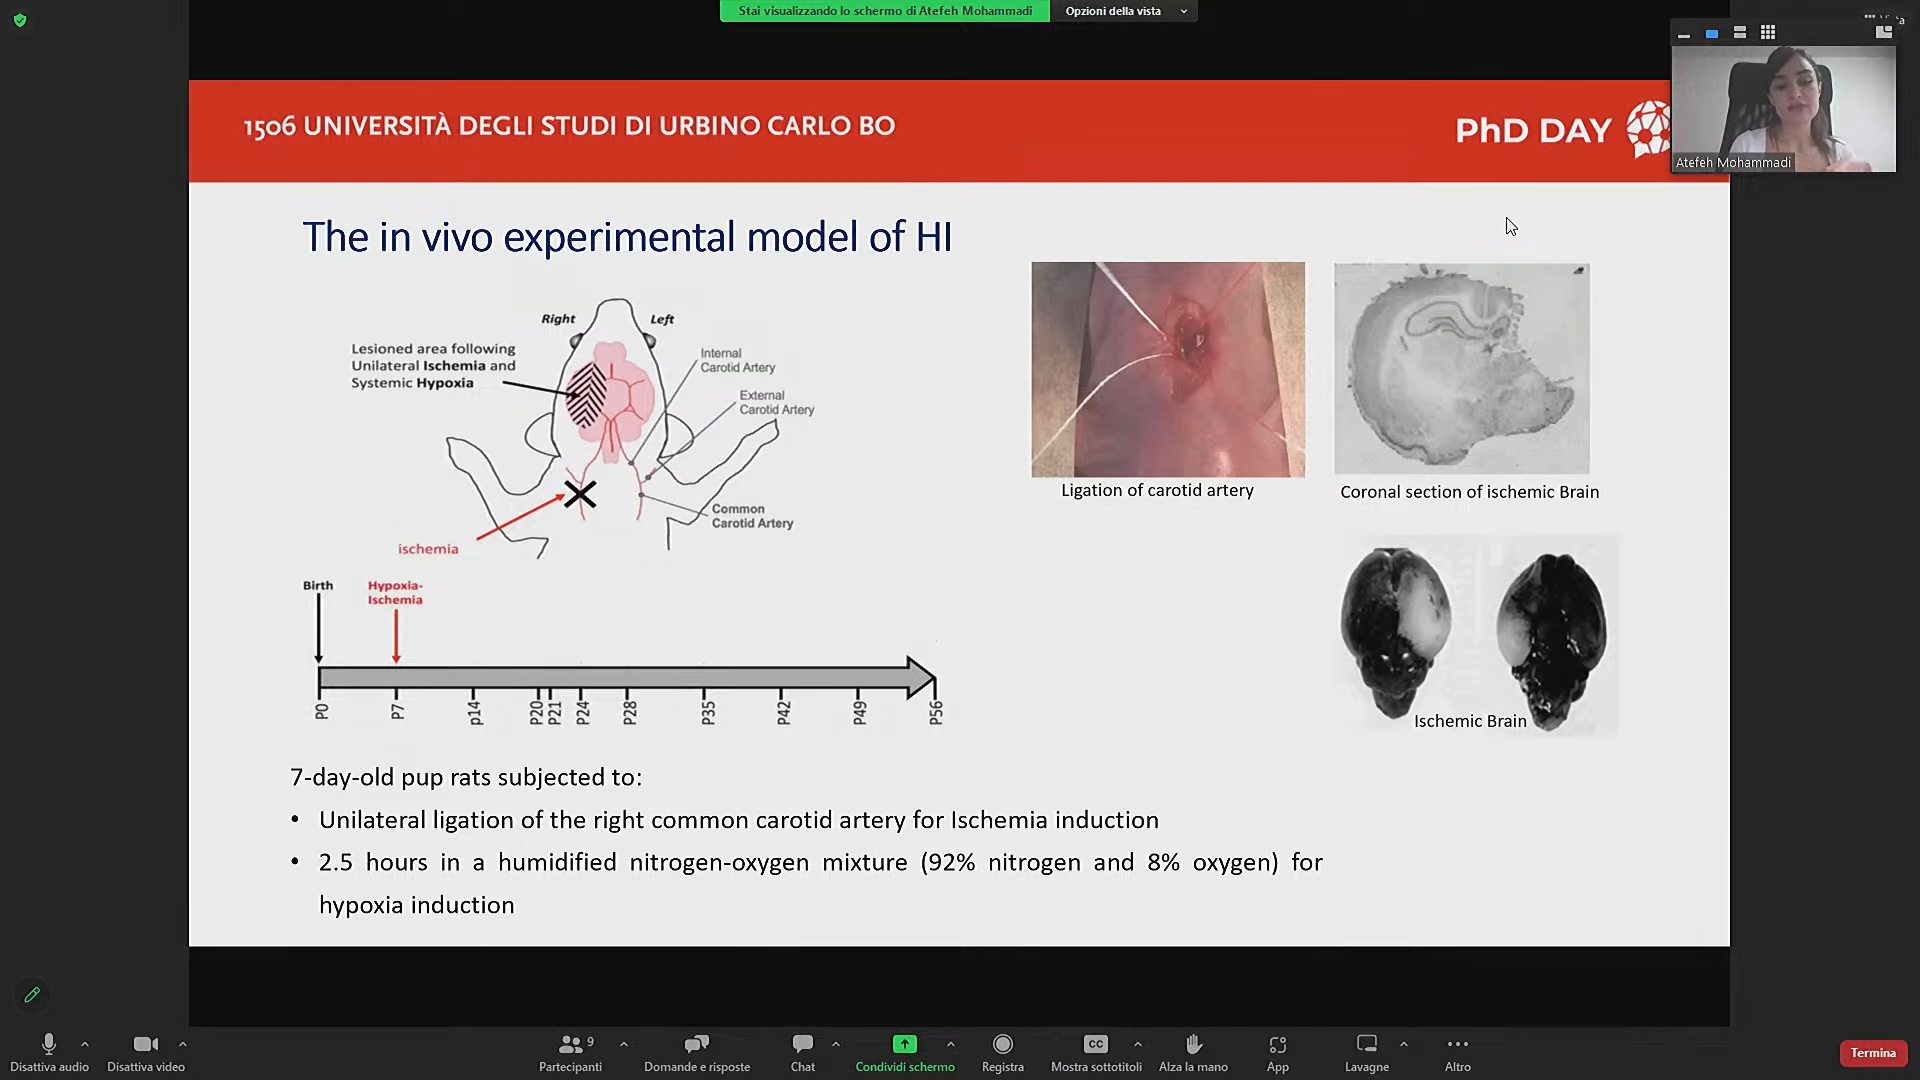 Stai visualizzando lo schermo di Atefeh Mohammadi
Opzioni della vista
1506 UNIVERSITÀ DEGLI STUDI DI URBINO CARLO BO
PhD DAY
Atefeh Mohammadi
The in vivo experimental model of HI
Right
Left
Lesioned area following
Unilateral Ischemia and
Systemic Hypoxia
Internal
Carotid Artery
External
Carotid Artery
Common
Carotid Artery
ischemia
Ligation of carotid artery
Coronal section of ischemic Brain
Ischemic Brain
Birth
Hypoxia-
Ischemia
P0
P7
p14
P20
P21
P24
P28
P35
P42
P49
P56
7-day-old pup rats subjected to:
• Unilateral ligation of the right common carotid artery for Ischemia induction
• 2.5 hours in a humidified nitrogen-oxygen mixture (92% nitrogen and 8% oxygen) for
hypoxia induction
Disattiva audio
Disattiva video
Partecipanti
9
Domande e risposte
Chat
Condividi schermo
Registra
CC
Mostra sottotitoli
Alza la mano
App
Lavagne
Altro
Termina